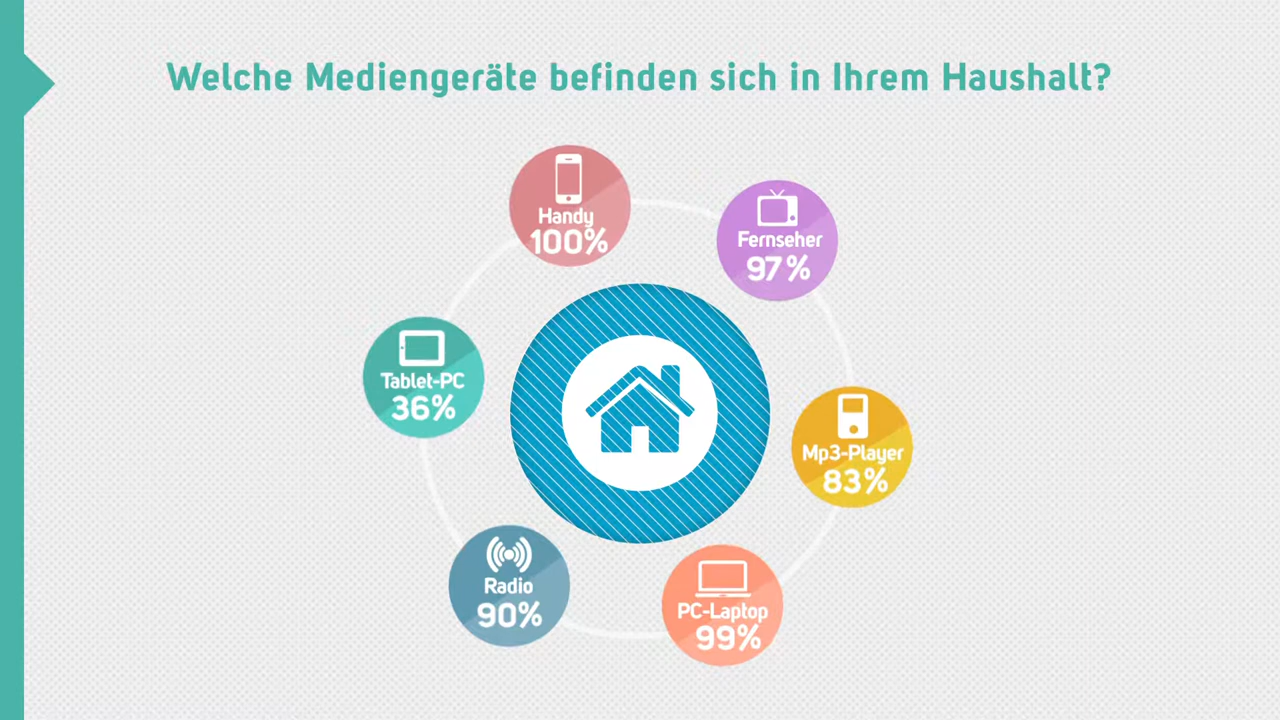 Welche Mediengeräte befinden sich in Ihrem Haushalt?
Handy
100%
Fernseher
97%
Tablet-PC
36%
Mp3-Player
83%
Radio
90%
PC-Laptop
99%